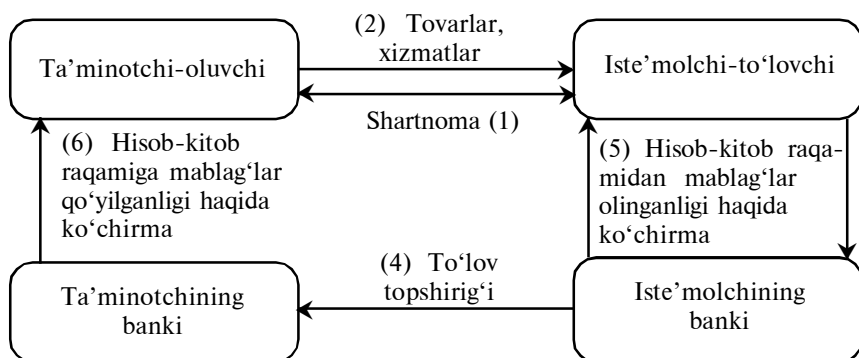 (2) Tovarlar,
xizmatlar
Ta’minotchi-oluvchi
Iste’molchi-to‘lovchi
Shartnoma (1)
(6) Hisob-kitob
raqamiga mablag‘lar
qo‘yilganligi haqida
ko‘chirma
(5) Hisob-kitob raqa-
midan mablag‘lar
olinganligi haqida
ko‘chirma
(4) To‘lov
topshirig‘i
Ta’minotchining
banki
Iste’molchining
banki